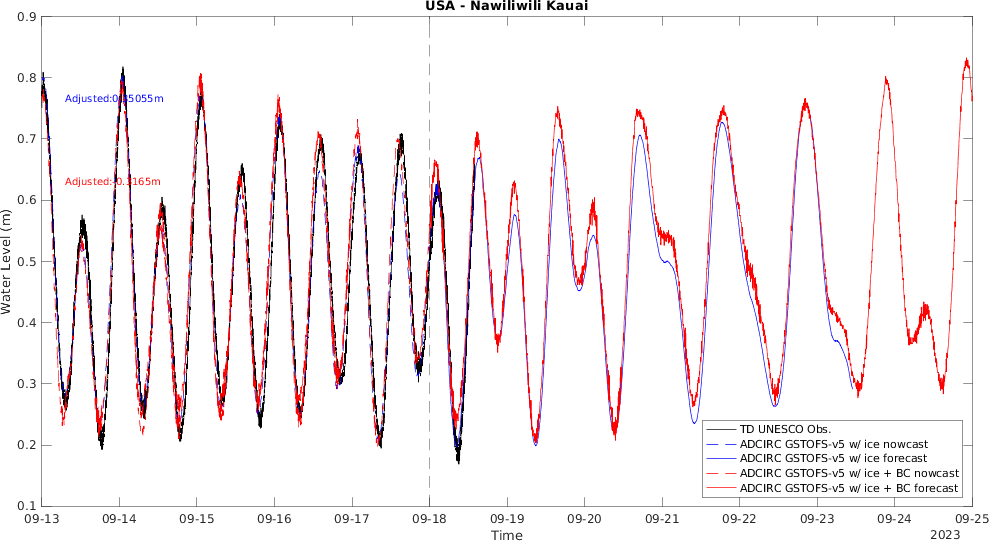 USA - Nawiliwili Kauai
0.9
0.8
0.7
0.6
0.5
0.4
0.3
0.2
0.1
Water Level (m)
Adjusted:
Adjusted:
TD UNESCO Obs.
ADCIRC GSTOFS-v5 w/ ice nowcast
ADCIRC GSTOFS-v5 w/ ice forecast
ADCIRC GSTOFS-v5 w/ ice + BC nowcast
ADCIRC GSTOFS-v5 w/ ice + BC forecast
09-13 09-14 09-15 09-16 09-17 09-18 09-19 09-20 09-21 09-22 09-23 09-24 09-25
Time
2023